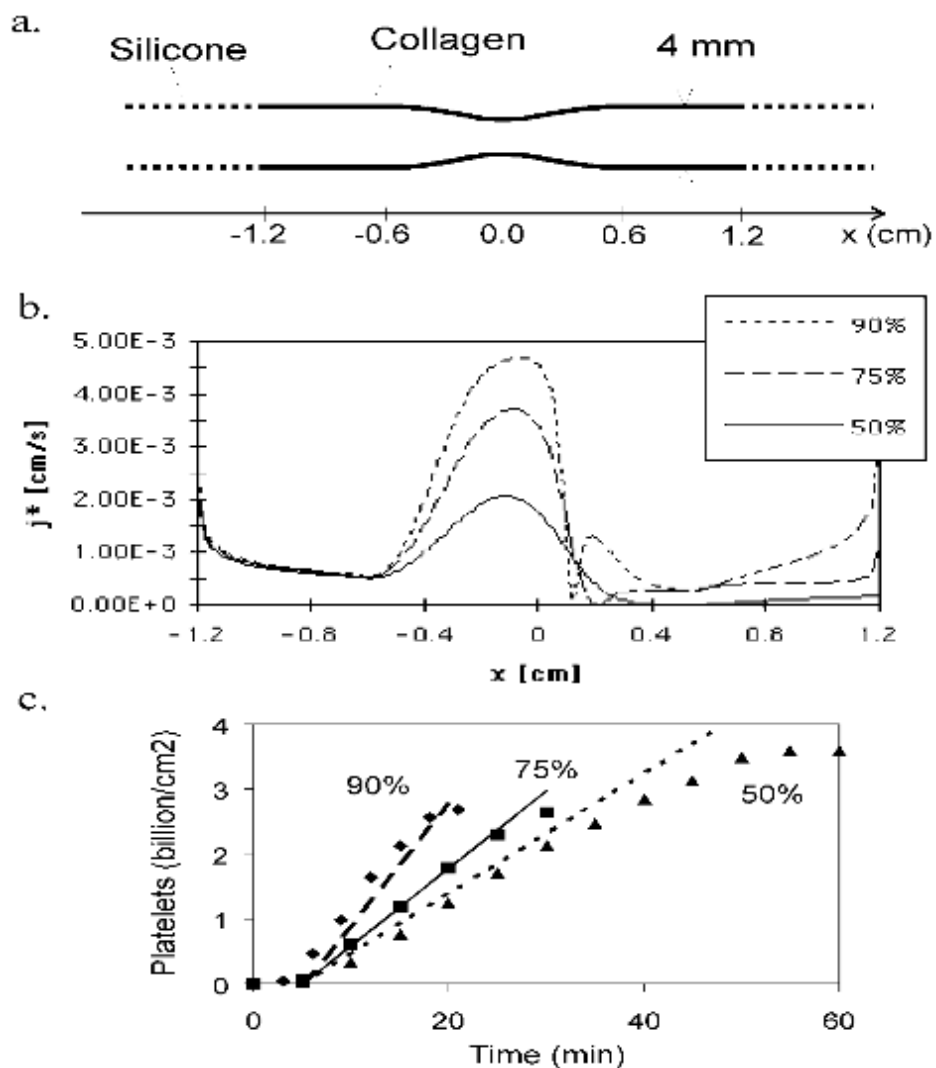 a.
Silicone Collagen 4 mm
-1.2 -0.6 0.0 0.6 1.2 x (cm)
b.
90%
75%
50%
5.00E-3
4.00E-3
3.00E-3
2.00E-3
1.00E-3
0.00E+0
j* [cm/s]
-1.2 -0.8 -0.4 0 0.4 0.8 1.2
x [cm]
c.
Platelets (billion/cm2)
4
3
2
1
0
90% 75% 50%
0 20 40 60
Time (min)